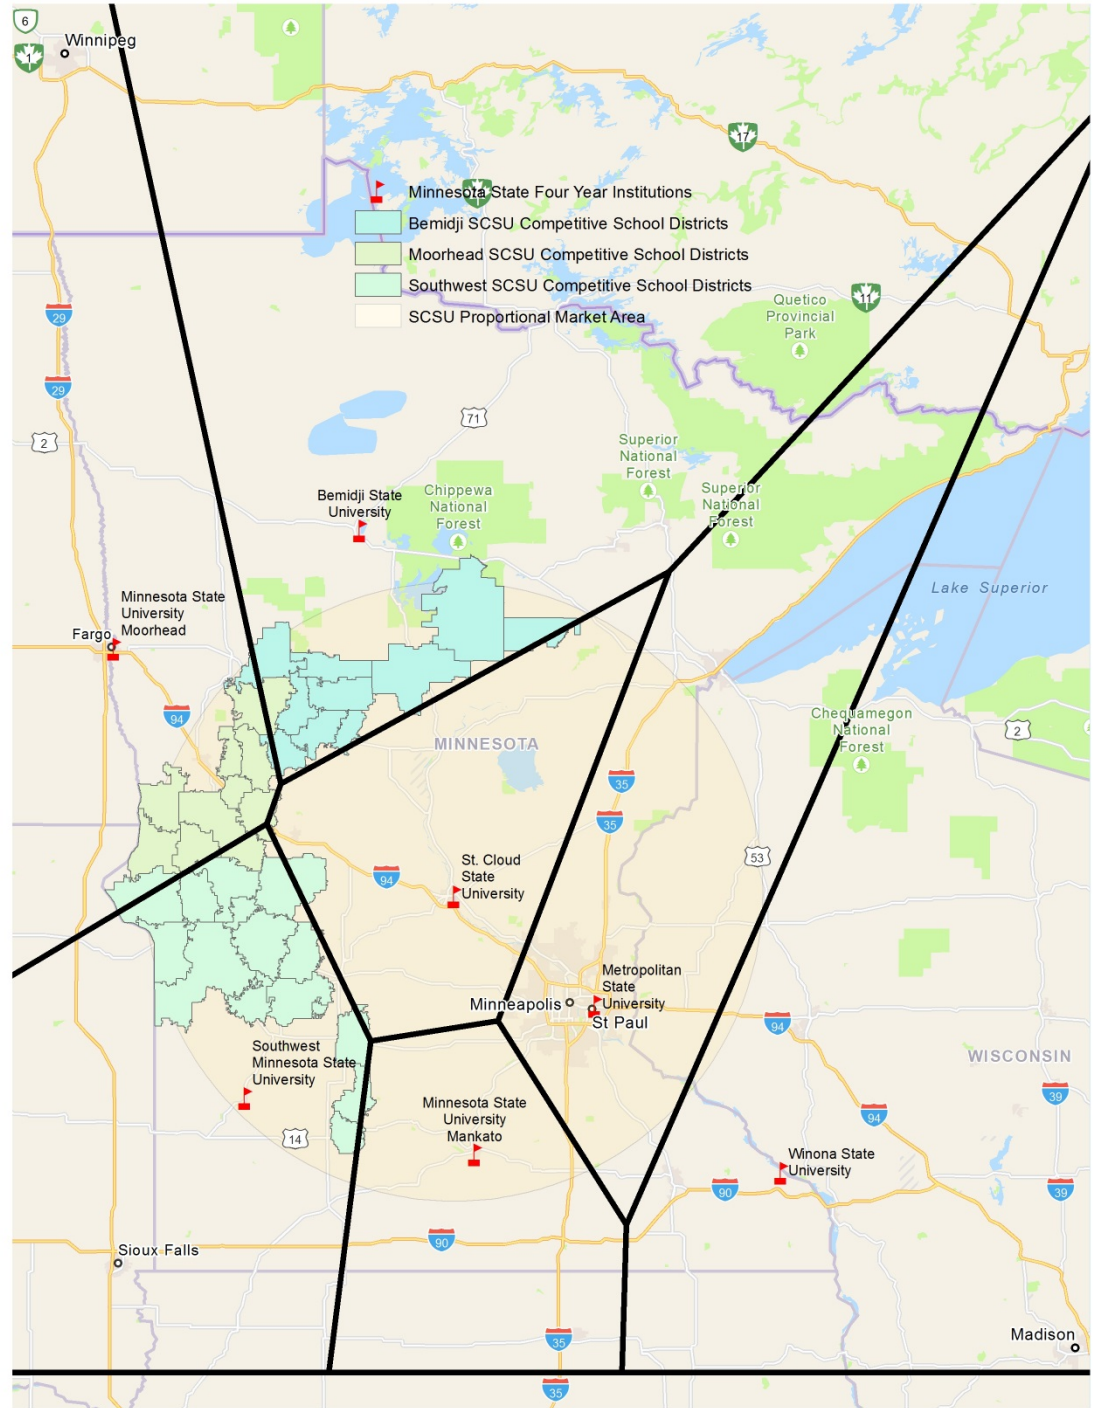 6
Winnipeg
1
17
Minnesota State Four Year Institutions
Bemidji SCSU Competitive School Districts
Moorhead SCSU Competitive School Districts
Southwest SCSU Competitive School Districts
SCSU Proportional Market Area
11
Quetico
Provincial
Park
29
29
71
2
Superior
National
Forest
Superior
National
Forest
Bemidji State
University
Chippewa
National
Forest
Lake Superior
Minnesota State
University
Moorhead
Fargo
94
Chequamegon
National
Forest
2
MINNESOTA
35
35
53
94
St. Cloud
State
University
Metropolitan
State
University
Minneapolis
St Paul
94
Southwest
Minnesota State
University
WISCONSIN
39
94
Minnesota State
University
Mankato
14
Winona State
University
90
39
90
Sioux Falls
35
Madison
35